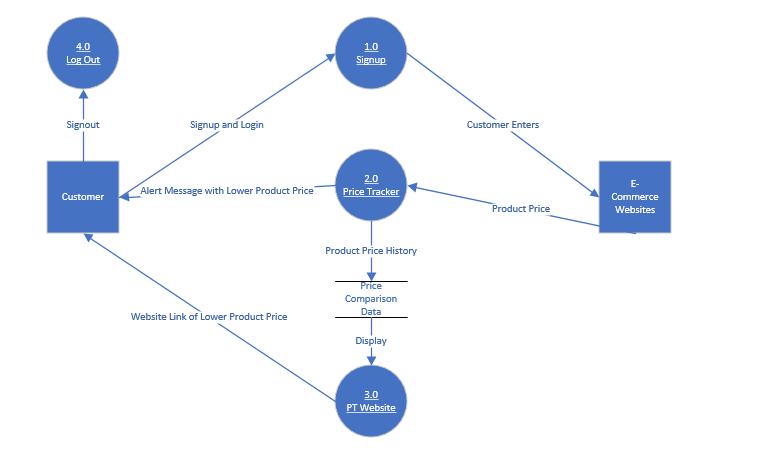 4.0
Log Out
1.0
Signup
Signout
Signup and Login
Customer Enters
Customer
Alert Message with Lower Product Price
2.0
Price Tracker
E-
Commerce
Websites
Product Price
Product Price History
Price
Comparison
Data
Website Link of Lower Product Price
Display
3.0
PT Website